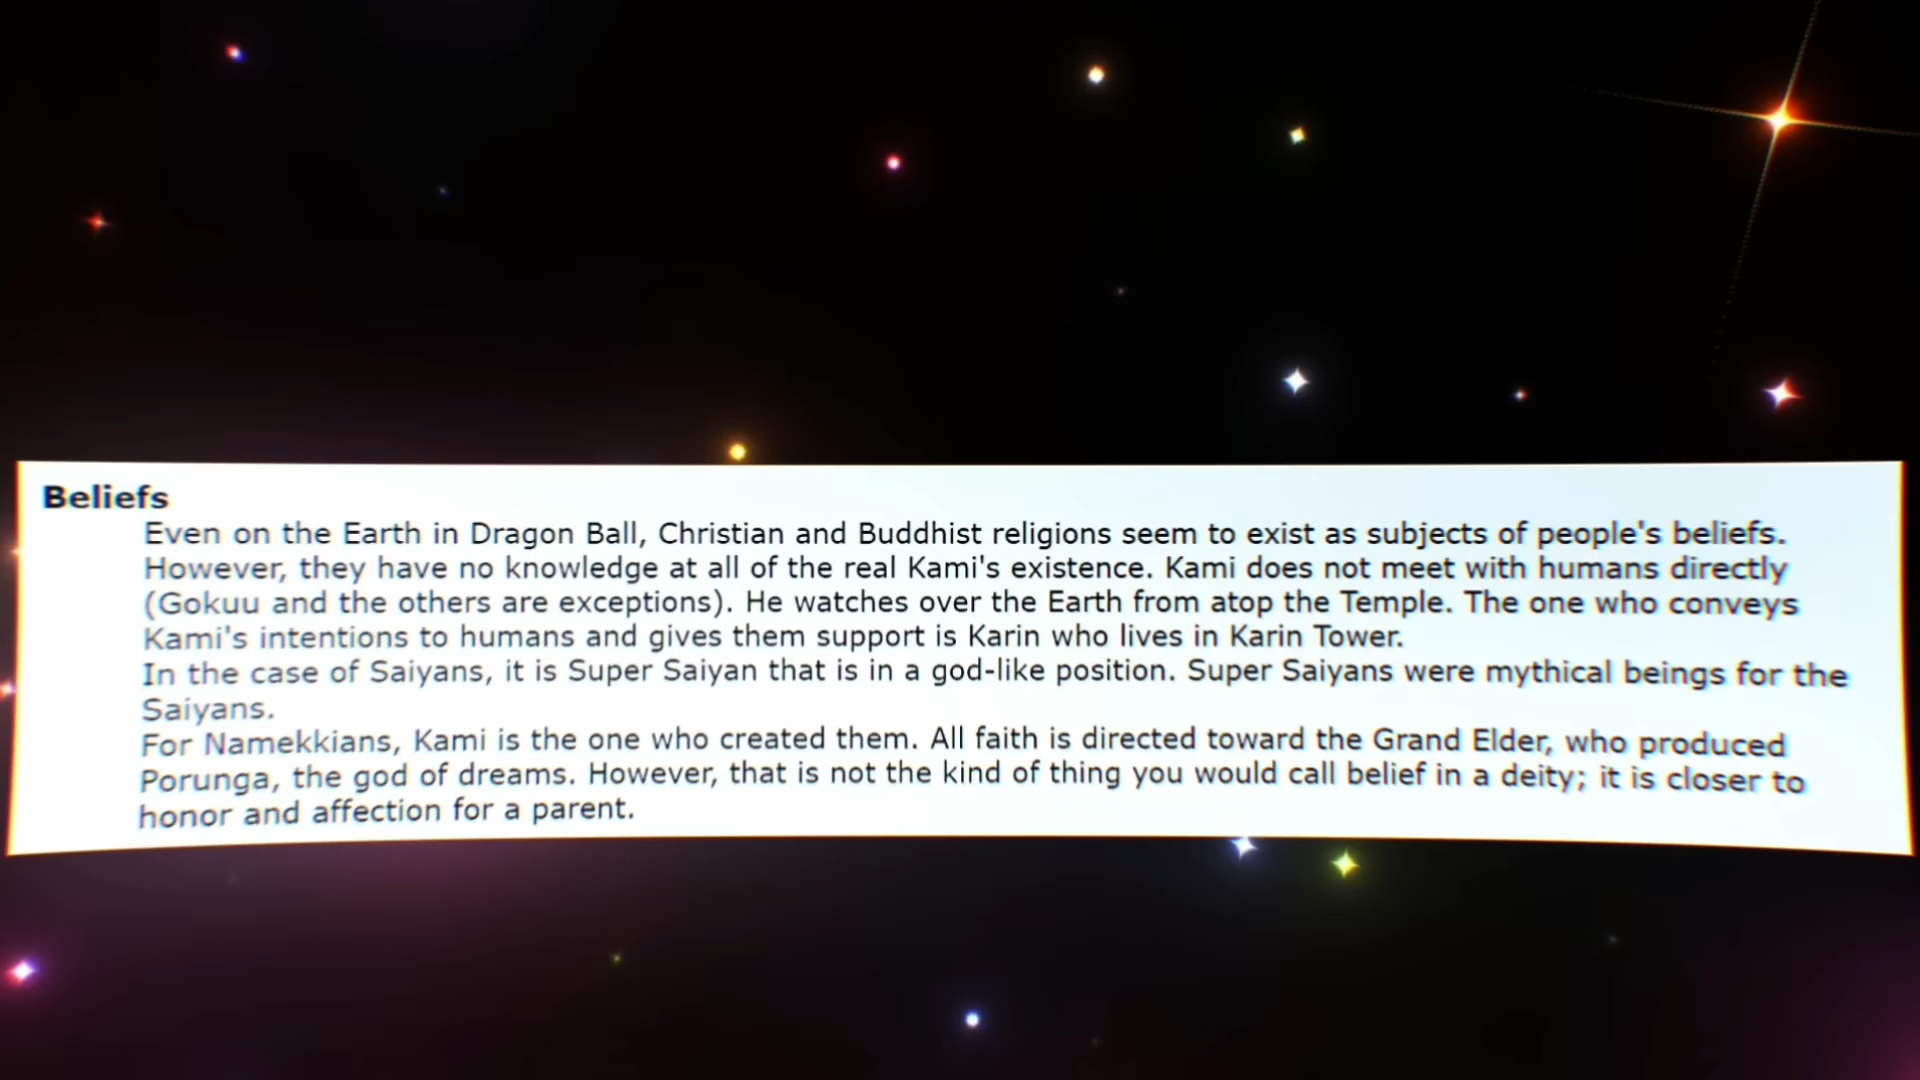 Beliefs
Even on the Earth in Dragon Ball, Christian and Buddhist religions seem to exist as subjects of people's beliefs.
However, they have no knowledge at all of the real Kami's existence. Kami does not meet with humans directly
(Gokuu and the others are exceptions). He watches over the Earth from atop the Temple. The one who conveys
Kami's intentions to humans and gives them support is Karin who lives in Karin Tower.
In the case of Saiyans, it is Super Saiyan that is in a god-like position. Super Saiyans were mythical beings for the
Saiyans.
For Namekkians, Kami is the one who created them. All faith is directed toward the Grand Elder, who produced
Porunga, the god of dreams. However, that is not the kind of thing you would call belief in a deity; it is closer to
honor and affection for a parent.